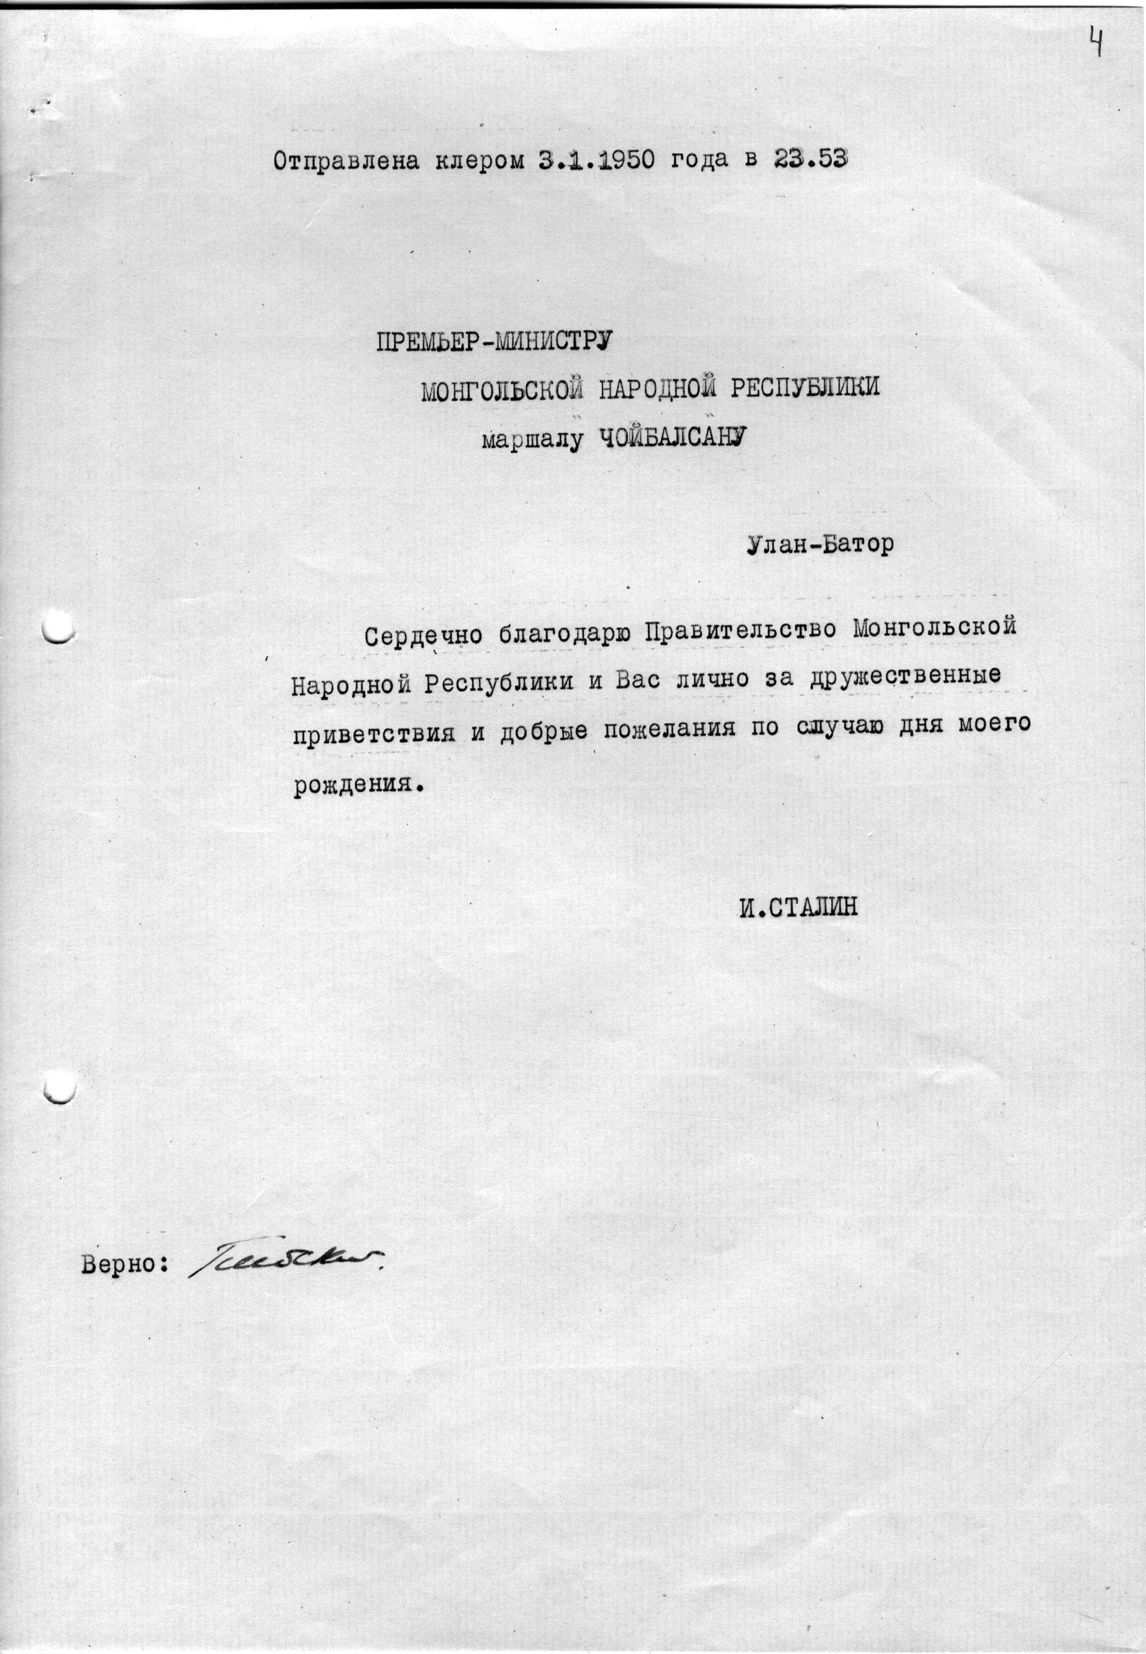 4
Отправлена клером 3.1.1950 года в 23.53
ПРЕМЬЕР-МИНИСТРУ
МОНГОЛЬСКОЙ НАРОДНОЙ РЕСПУБЛИКИ
маршалу ЧОЙБАЛСАНУ
Улан-Батор
Сердечно благодарю Правительство Монгольской
Народной Республики и Вас лично за дружественные
приветствия и добрые пожелания по случаю дня моего
рождения.
И.СТАЛИН
Верно: